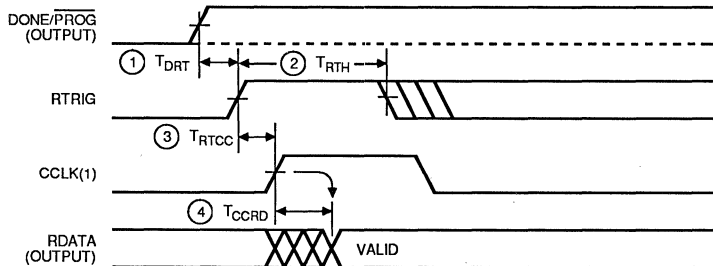 DONE/PROG
(OUTPUT)
① TDRT
② TRTH
RTRIG
③ TRTCC
CCLK(1)
④ TCCRD
RDATA
(OUTPUT)
VALID